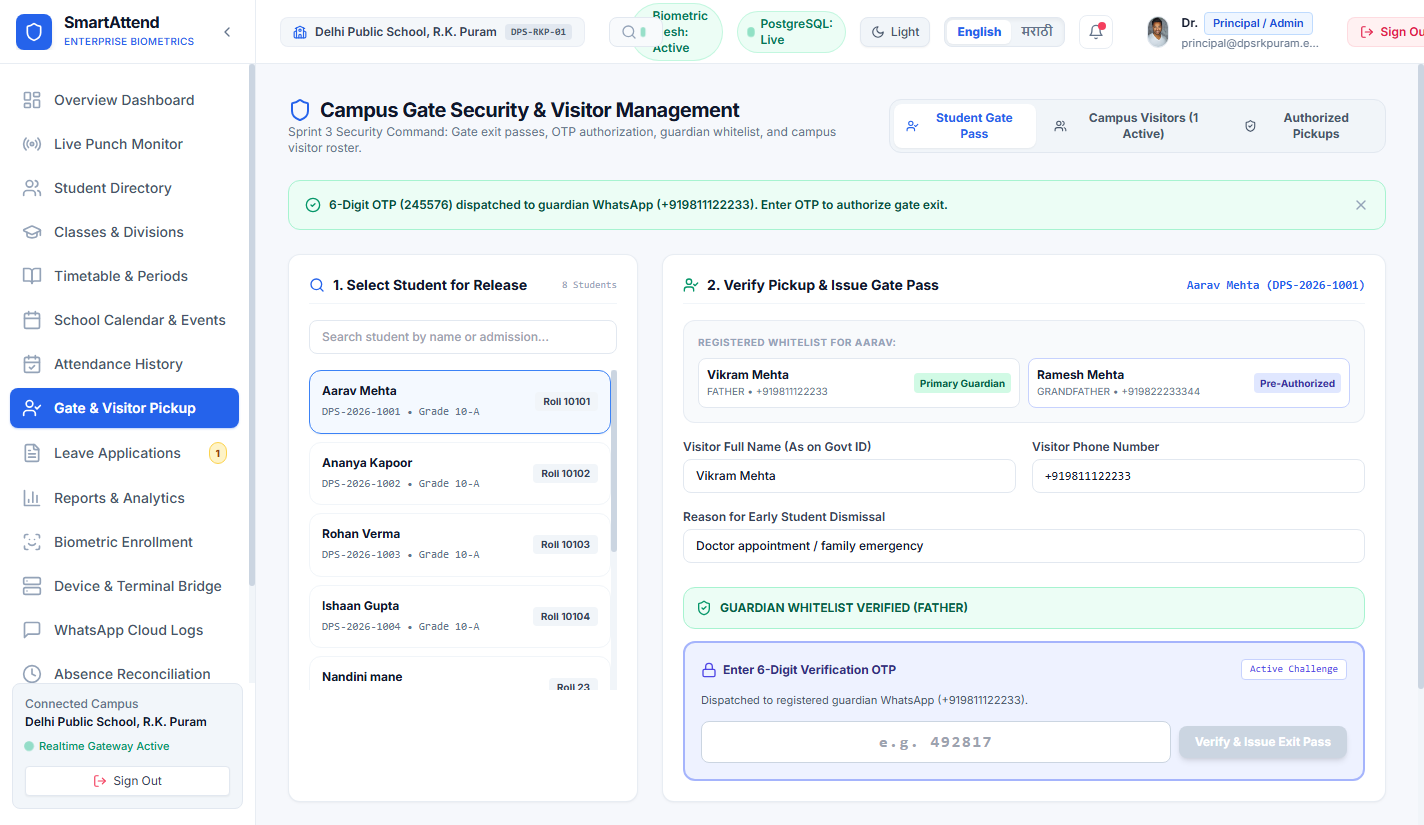 SmartAttend
ENTERPRISE BIOMETRICS
Delhi Public School, R.K. Puram DPS-RKP-01
Biometric
esh:
Active
PostgreSQL:
Live
Light
English मराठी
Dr. Principal / Admin
principal@dpsrkpuram.e...
Sign Ou
Overview Dashboard
Live Punch Monitor
Student Directory
Classes & Divisions
Timetable & Periods
School Calendar & Events
Attendance History
Gate & Visitor Pickup
Leave Applications 1
Reports & Analytics
Biometric Enrollment
Device & Terminal Bridge
WhatsApp Cloud Logs
Absence Reconciliation
Connected Campus
Delhi Public School, R.K. Puram
Realtime Gateway Active
Sign Out
Campus Gate Security & Visitor Management
Sprint 3 Security Command: Gate exit passes, OTP authorization, guardian whitelist, and campus
visitor roster.
Student Gate
Pass
Campus Visitors (1
Active)
Authorized
Pickups
6-Digit OTP (245576) dispatched to guardian WhatsApp (+919811122233). Enter OTP to authorize gate exit.
1. Select Student for Release 8 Students
Search student by name or admission...
Aarav Mehta
DPS-2026-1001 • Grade 10-A
Roll 10101
Ananya Kapoor
DPS-2026-1002 • Grade 10-A
Roll 10102
Rohan Verma
DPS-2026-1003 • Grade 10-A
Roll 10103
Ishaan Gupta
DPS-2026-1004 • Grade 10-A
Roll 10104
Nandini mane
Roll 23
2. Verify Pickup & Issue Gate Pass Aarav Mehta (DPS-2026-1001)
REGISTERED WHITELIST FOR AARAV:
Vikram Mehta
FATHER • +919811122233
Primary Guardian
Ramesh Mehta
GRANDFATHER • +919822233344
Pre-Authorized
Visitor Full Name (As on Govt ID)
Vikram Mehta
Visitor Phone Number
+919811122233
Reason for Early Student Dismissal
Doctor appointment / family emergency
GUARDIAN WHITELIST VERIFIED (FATHER)
Enter 6-Digit Verification OTP Active Challenge
Dispatched to registered guardian WhatsApp (+919811122233).
e.g. 492817
Verify & Issue Exit Pass